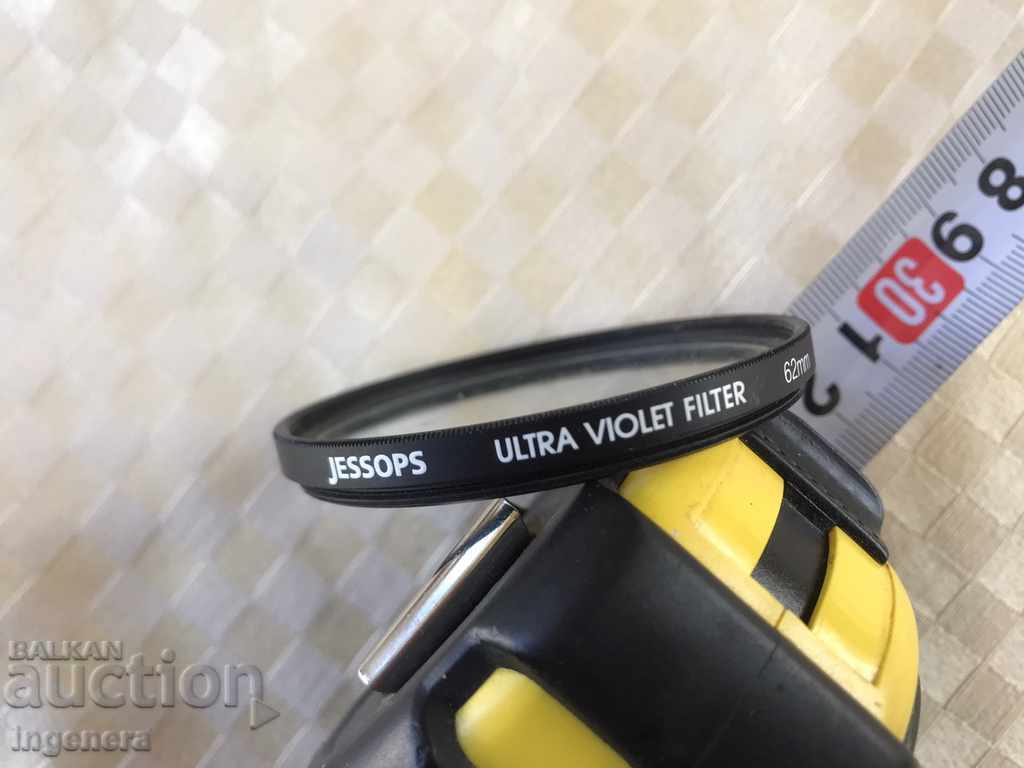 8
9
30
1
2
JESSOPS ULTRA VIOLET FILTER 62mm
BALKAN
auction
ingenera